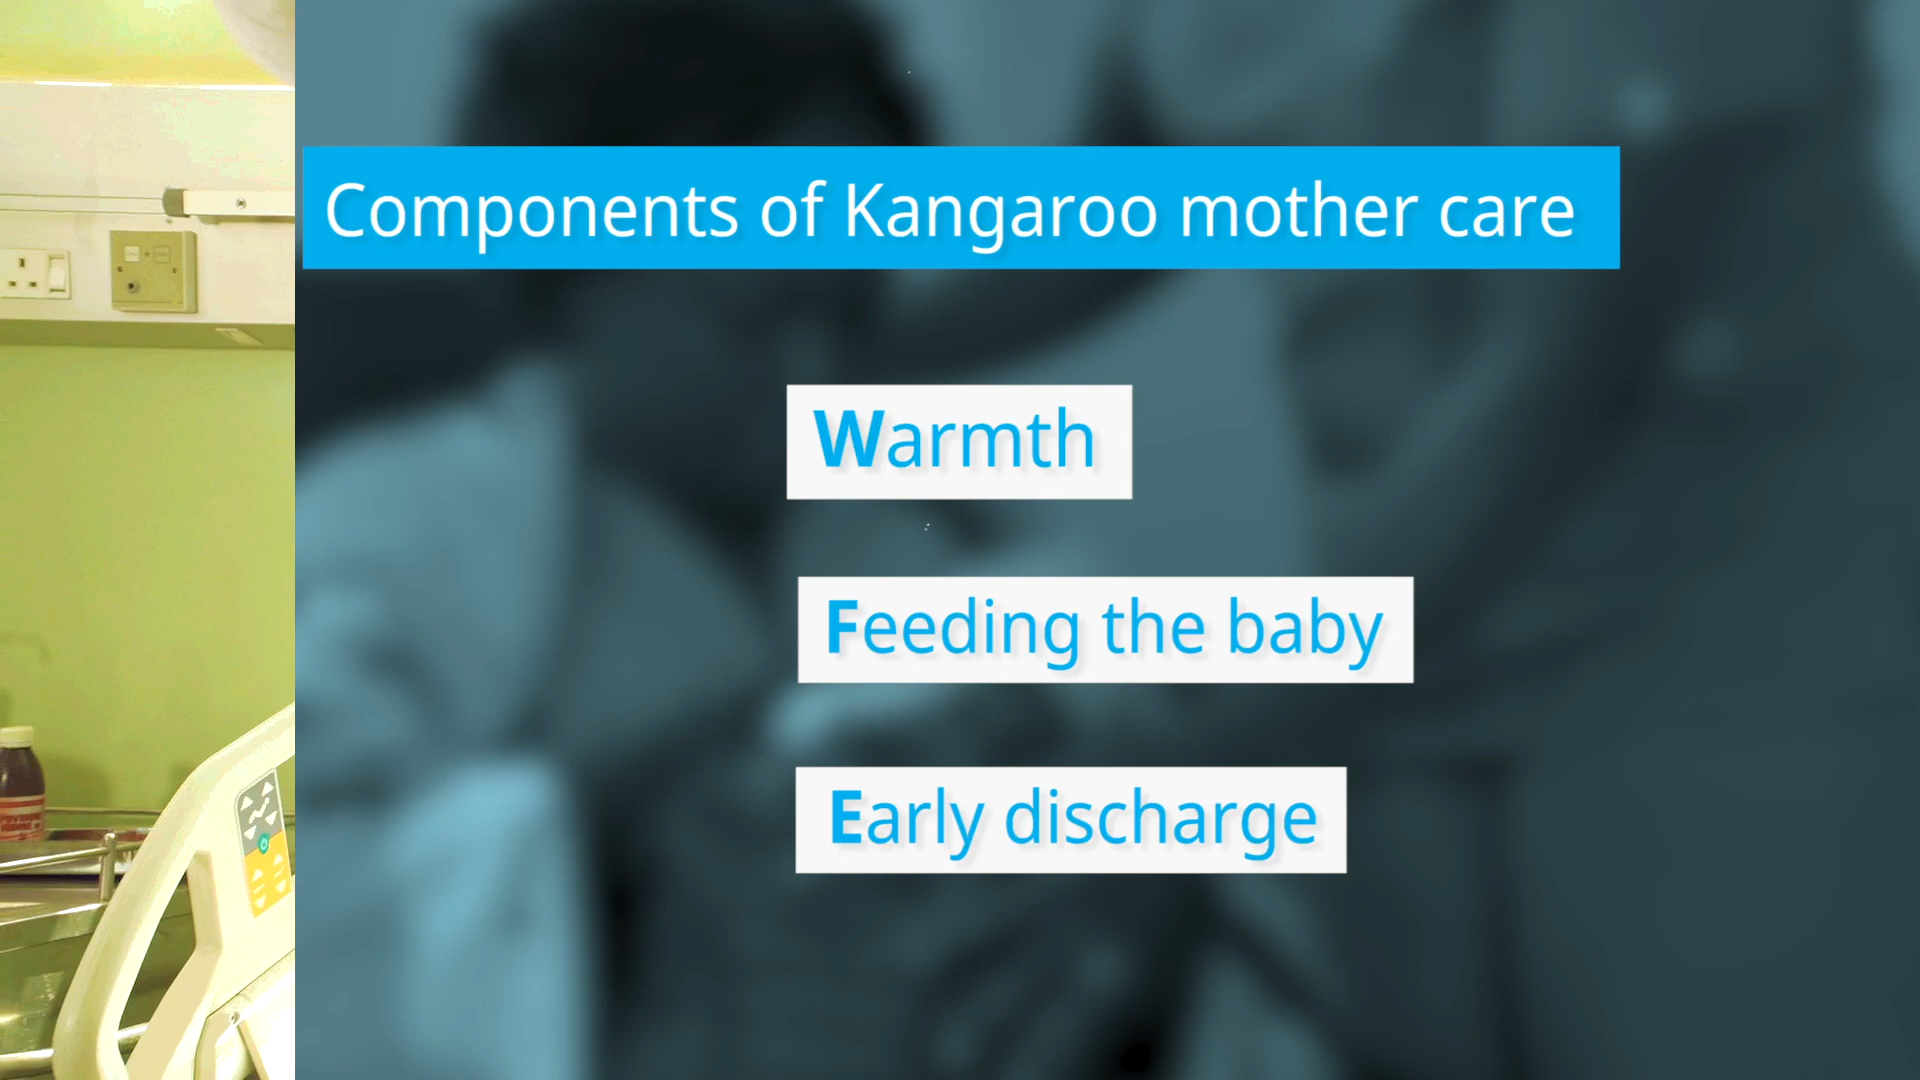 Components of Kangaroo mother care
Warmth
Feeding the baby
Early discharge